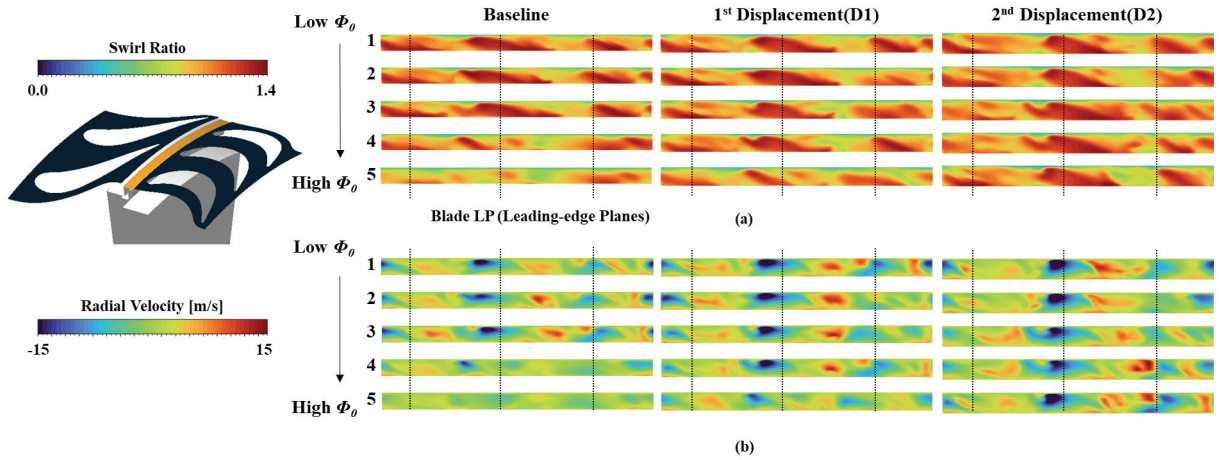 Swirl Ratio
0.0 1.4
Low Φ0
High Φ0
Baseline
1st Displacement(D1)
2nd Displacement(D2)
1
2
3
4
5
Blade LP (Leading-edge Planes)
(a)
Radial Velocity [m/s]
-15 15
Low Φ0
High Φ0
1
2
3
4
5
(b)